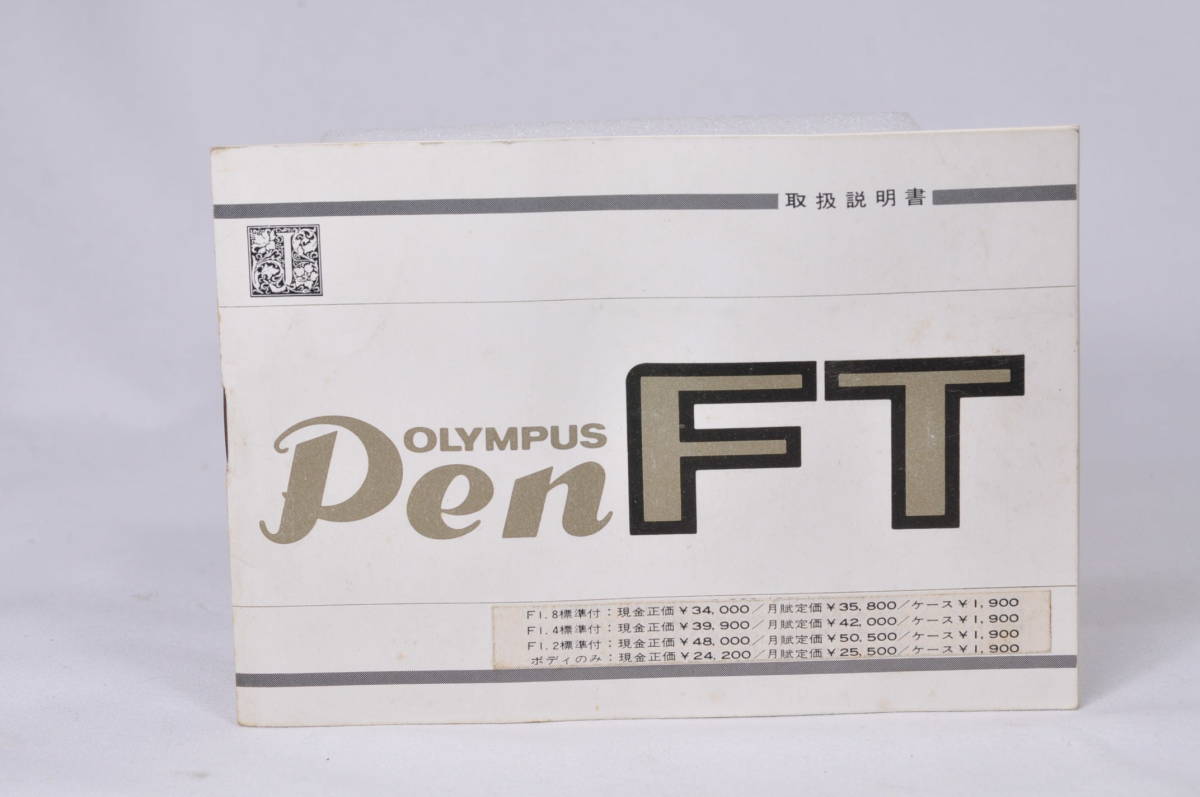 取扱説明書
J
OLYMPUS
Pen FT
F1.8標準付：現金正価￥34,000／月賦定価￥35,800／ケース￥1,900
F1.4標準付：現金正価￥39,900／月賦定価￥42,000／ケース￥1,900
F1.2標準付：現金正価￥48,000／月賦定価￥50,500／ケース￥1,900
ボディのみ：現金正価￥24,200／月賦定価￥25,500／ケース￥1,900